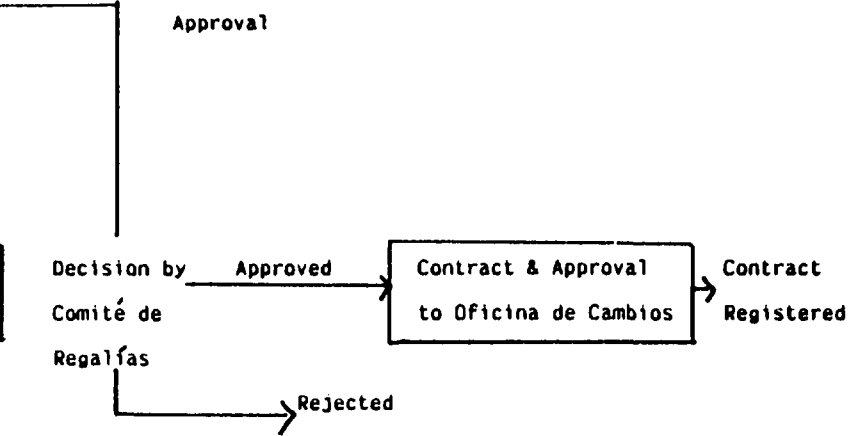 Approval
Decision by
Comité de
Regalías
Approved
Contract & Approval
to Oficina de Cambios
Contract
Registered
Rejected